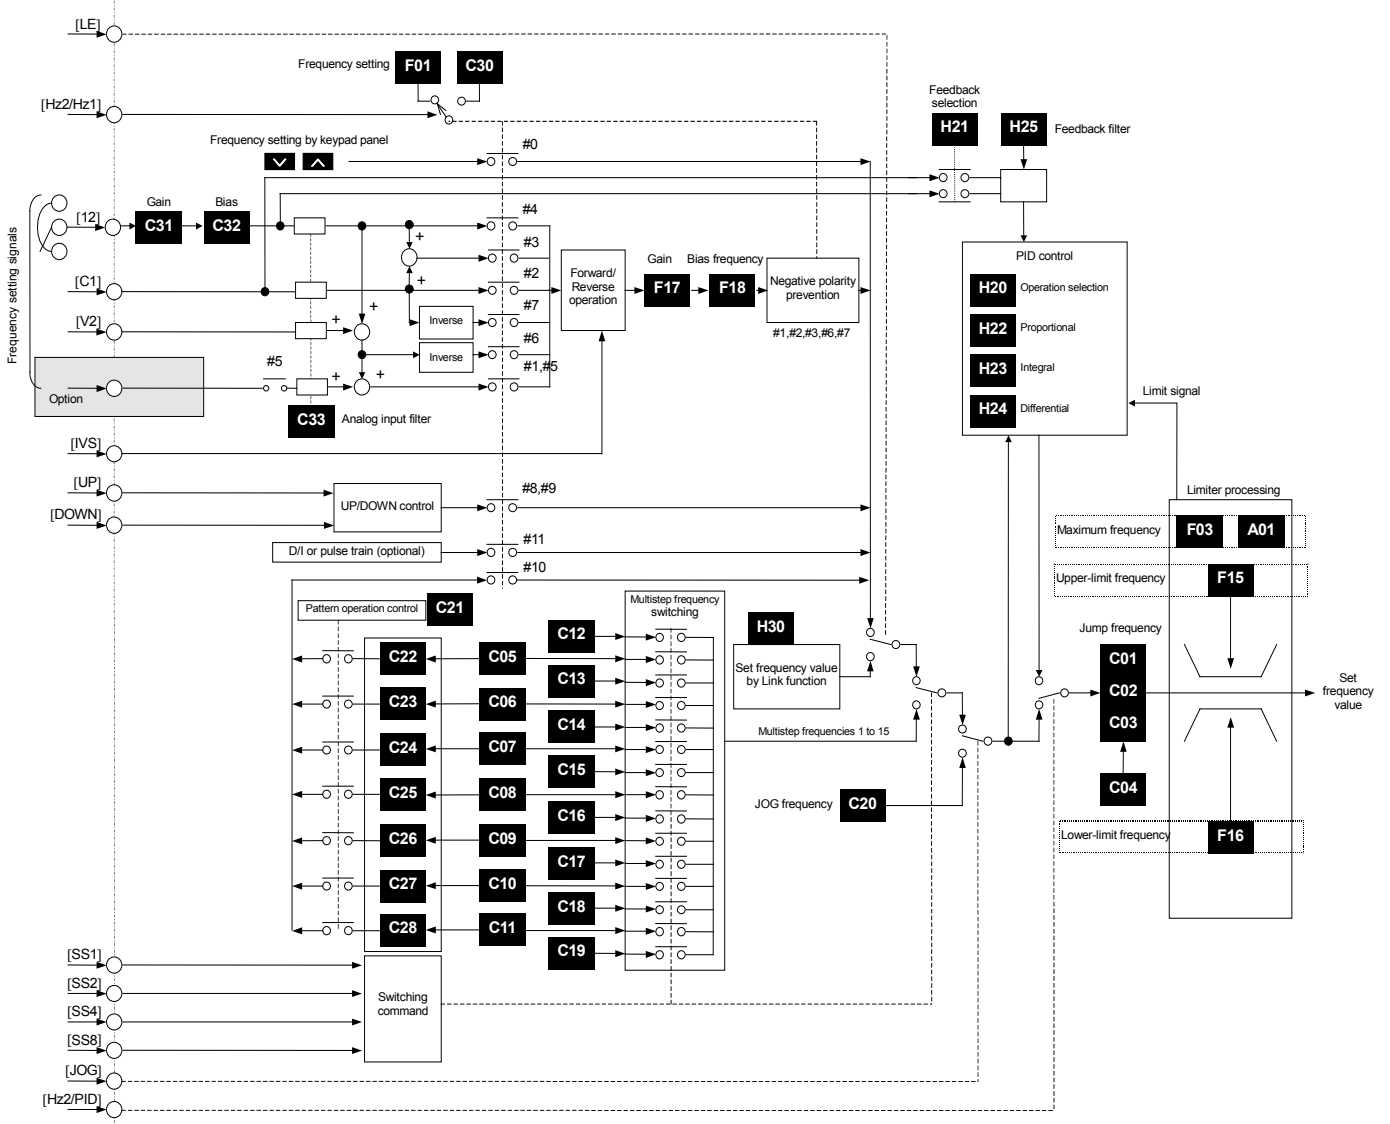 [LE]
Frequency setting
F01
C30
[Hz2/Hz1]
Frequency setting by keypad panel
#0
Feedback
selection
H21
H25
Feedback filter
Frequency setting signals
[12]
Gain
C31
Bias
C32
#4
+
#3
+
[C1]
#2
+
#7
Inverse
[V2]
+
#6
Inverse
#5
#1,#5
+
+
Option
C33
Analog input filter
Forward/
Reverse
operation
Gain
F17
Bias frequency
F18
Negative polarity
prevention
#1,#2,#3,#6,#7
PID control
H20
Operation selection
H22
Proportional
H23
Integral
H24
Differential
Limit signal
[IVS]
[UP]
[DOWN]
UP/DOWN control
#8,#9
D/I or pulse train (optional)
#11
#10
Limiter processing
Maximum frequency
F03
A01
Upper-limit frequency
F15
Pattern operation control
C21
Multistep frequency
switching
H30
Set frequency value
by Link function
Multistep frequencies 1 to 15
JOG frequency
C20
Jump frequency
C01
C02
C03
C04
Set
frequency
value
Lower-limit frequency
F16
C12
C22
C05
C13
C23
C06
C14
C24
C07
C15
C25
C08
C16
C26
C09
C17
C27
C10
C18
C28
C11
C19
[SS1]
[SS2]
[SS4]
[SS8]
Switching
command
[JOG]
[Hz2/PID]